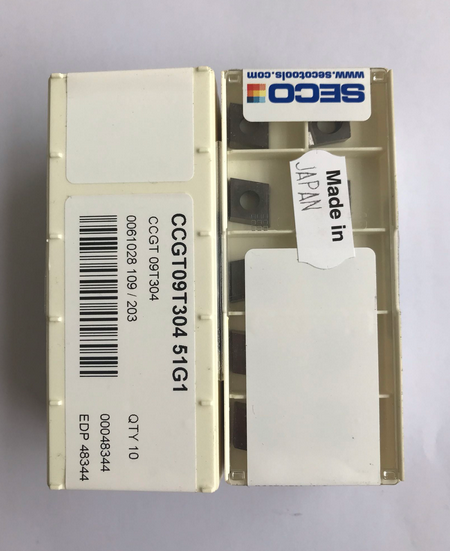 CCGT09T304 51G1
CCGT 09T304
0061028 109 / 203
QTY 10
00048344
EDP 48344
SECO
www.secotools.com
Made in
JAPAN